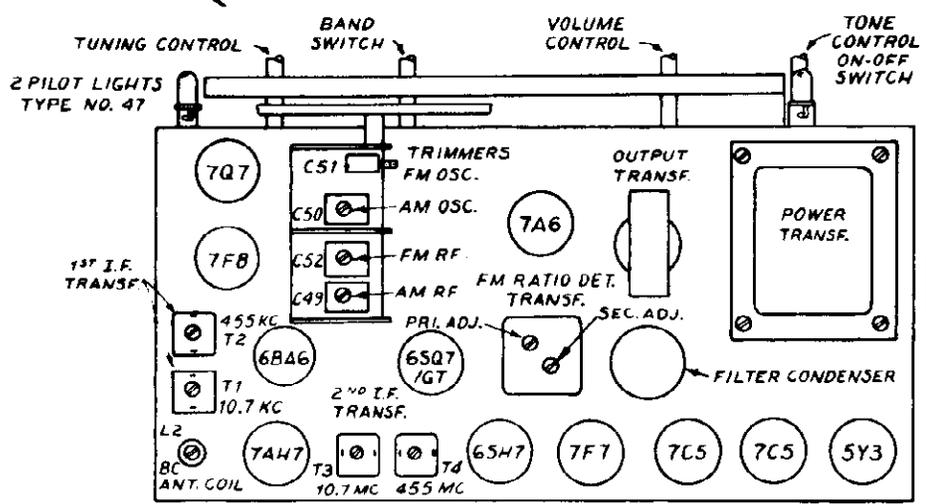 TUNING CONTROL
BAND
SWITCH
VOLUME
CONTROL
TONE
CONTROL
ON-OFF
SWITCH
2 PILOT LIGHTS
TYPE NO. 47
7Q7
C51
TRIMMERS
FM OSC.
C50
AM OSC.
OUTPUT
TRANSF.
7A6
POWER
TRANSF.
7F8
C52
FM RF
C49
AM RF
1ST I.F.
TRANSF.
FM RATIO DET.
TRANSF.
PRI. ADJ.
SEC. ADJ.
455 KC
T2
6BA6
6SQ7
/GT
FILTER CONDENSER
T1
10.7 KC
2ND I.F.
TRANSF.
L2
BC
ANT. COIL
7AH7
T3
10.7 MC
T4
455 MC
6SH7
7F7
7C5
7C5
5Y3